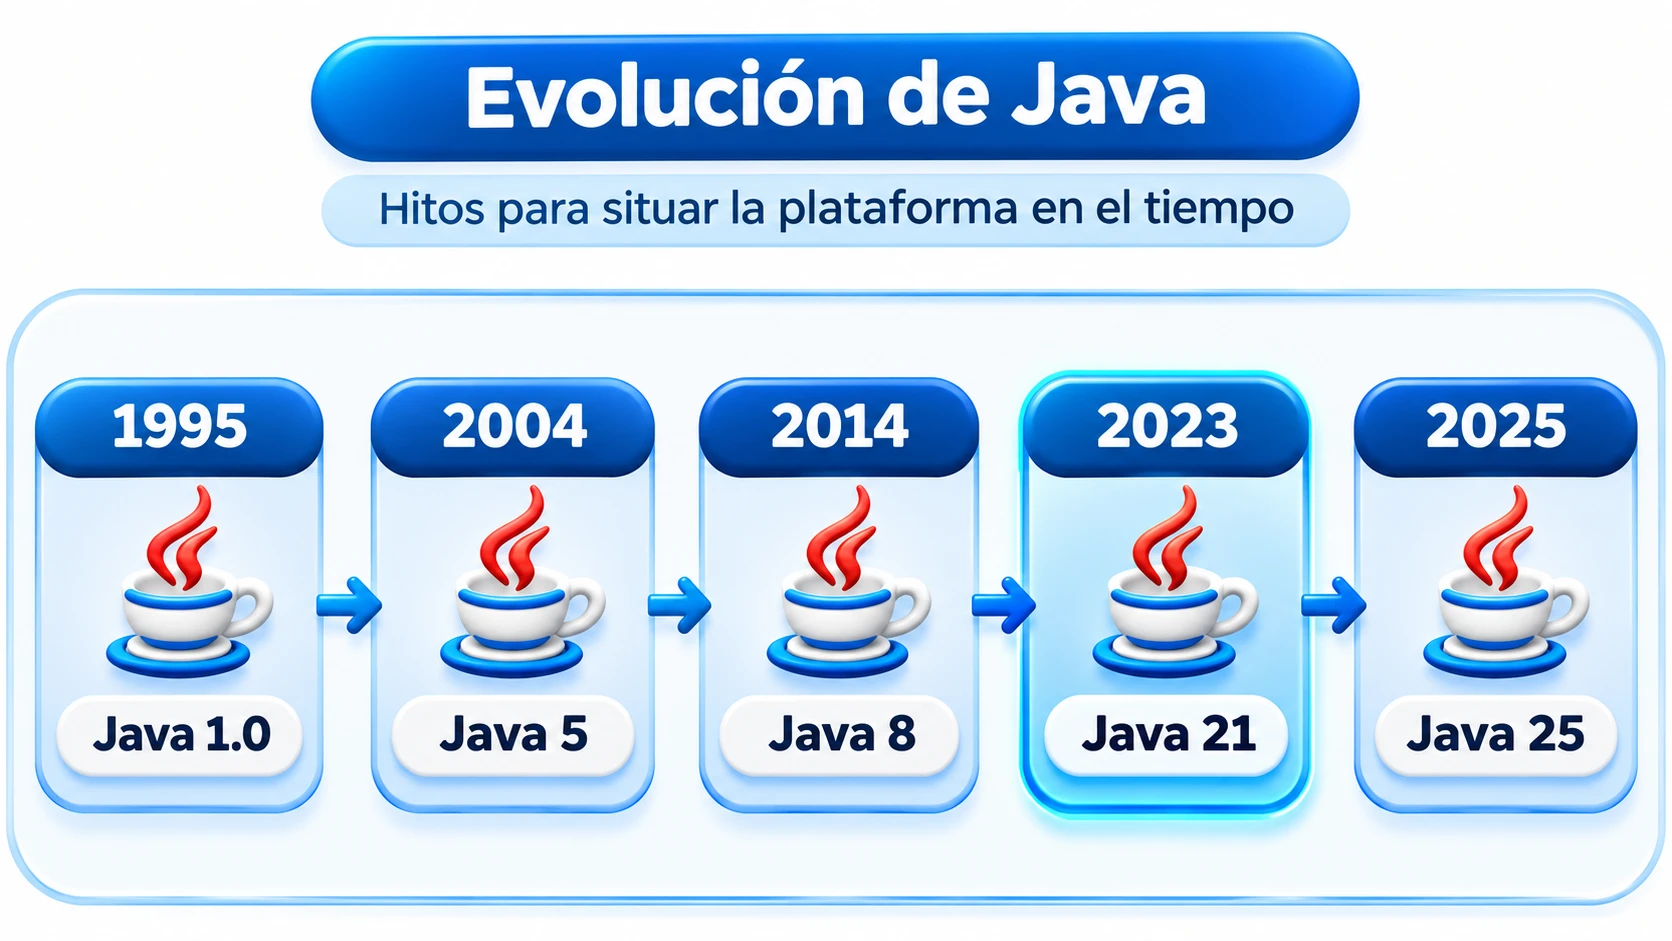 Evolución de Java
Hitos para situar la plataforma en el tiempo
1995
2004
2014
2023
2025
Java 1.0
Java 5
Java 8
Java 21
Java 25